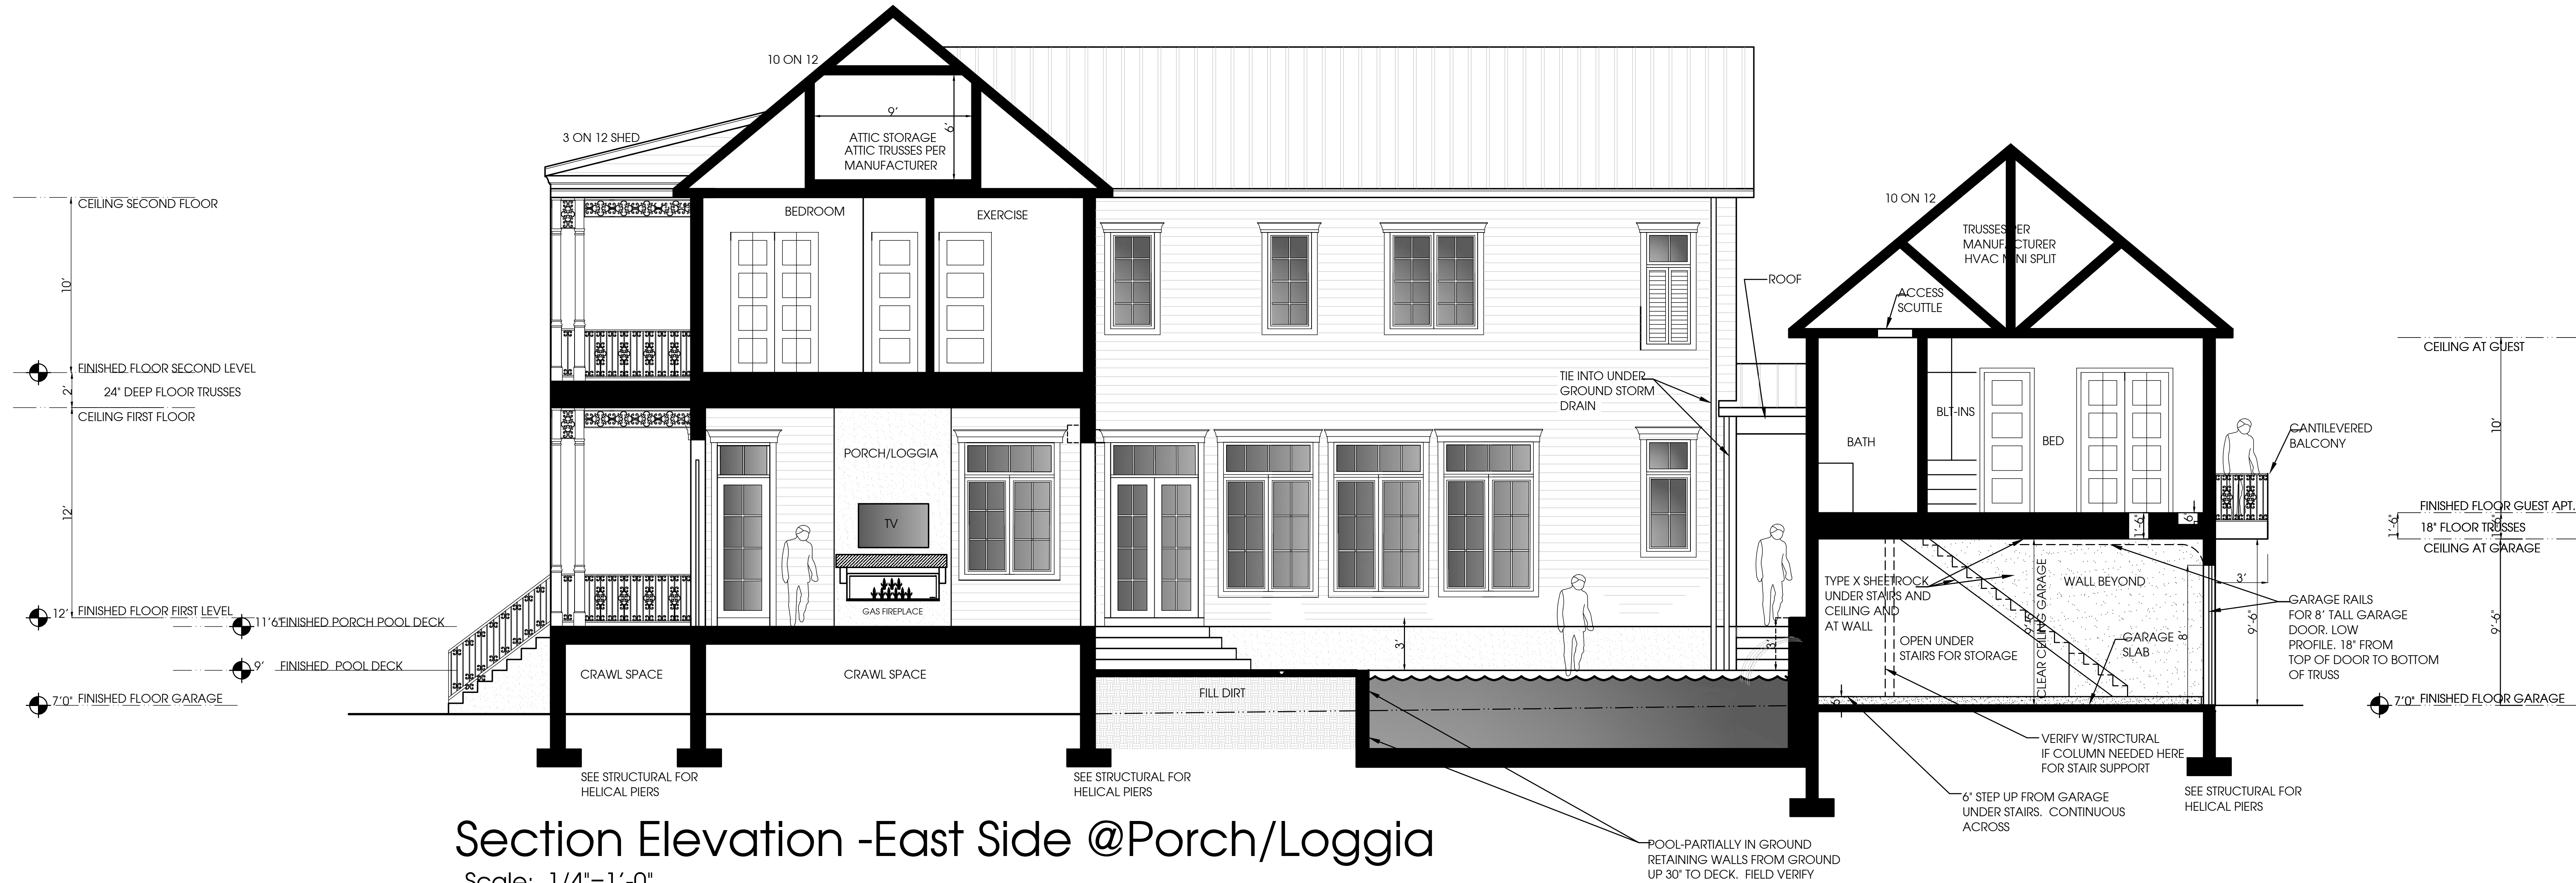 10 ON 12
3 ON 12 SHED
9'
6'
ATTIC STORAGE
ATTIC TRUSSES PER
MANUFACTURER
CEILING SECOND FLOOR
10'
FINISHED FLOOR SECOND LEVEL
2'
24" DEEP FLOOR TRUSSES
CEILING FIRST FLOOR
12'
12' FINISHED FLOOR FIRST LEVEL
11'6" FINISHED PORCH POOL DECK
9' FINISHED POOL DECK
7'0" FINISHED FLOOR GARAGE
BEDROOM
EXERCISE
PORCH/LOGGIA
TV
GAS FIREPLACE
CRAWL SPACE
CRAWL SPACE
SEE STRUCTURAL FOR
HELICAL PIERS
SEE STRUCTURAL FOR
HELICAL PIERS
FILL DIRT
3'
3'
TIE INTO UNDER
GROUND STORM
DRAIN
ROOF
10 ON 12
TRUSSES PER
MANUFACTURER
HVAC MINI SPLIT
ACCESS
SCUTTLE
BATH
BLT-INS
BED
1'-6"
6"
CANTILEVERED
BALCONY
3'
TYPE X SHEETROCK
UNDER STAIRS AND
CEILING AND
AT WALL
OPEN UNDER
STAIRS FOR STORAGE
9'-6"
CLEAR CEILING GARAGE
WALL BEYOND
GARAGE
SLAB
8'
9'-6"
6"
GARAGE RAILS
FOR 8' TALL GARAGE
DOOR. LOW
PROFILE. 18" FROM
TOP OF DOOR TO BOTTOM
OF TRUSS
VERIFY W/STRCTURAL
IF COLUMN NEEDED HERE
FOR STAIR SUPPORT
6" STEP UP FROM GARAGE
UNDER STAIRS. CONTINUOUS
ACROSS
SEE STRUCTURAL FOR
HELICAL PIERS
POOL-PARTIALLY IN GROUND
RETAINING WALLS FROM GROUND
UP 30" TO DECK. FIELD VERIFY
CEILING AT GUEST
10'
FINISHED FLOOR GUEST APT.
1'-6"
1'-6"
18" FLOOR TRUSSES
CEILING AT GARAGE
9'-6"
7'0" FINISHED FLOOR GARAGE
Section Elevation -East Side @Porch/Loggia
Scale: 1/4"=1'-0"